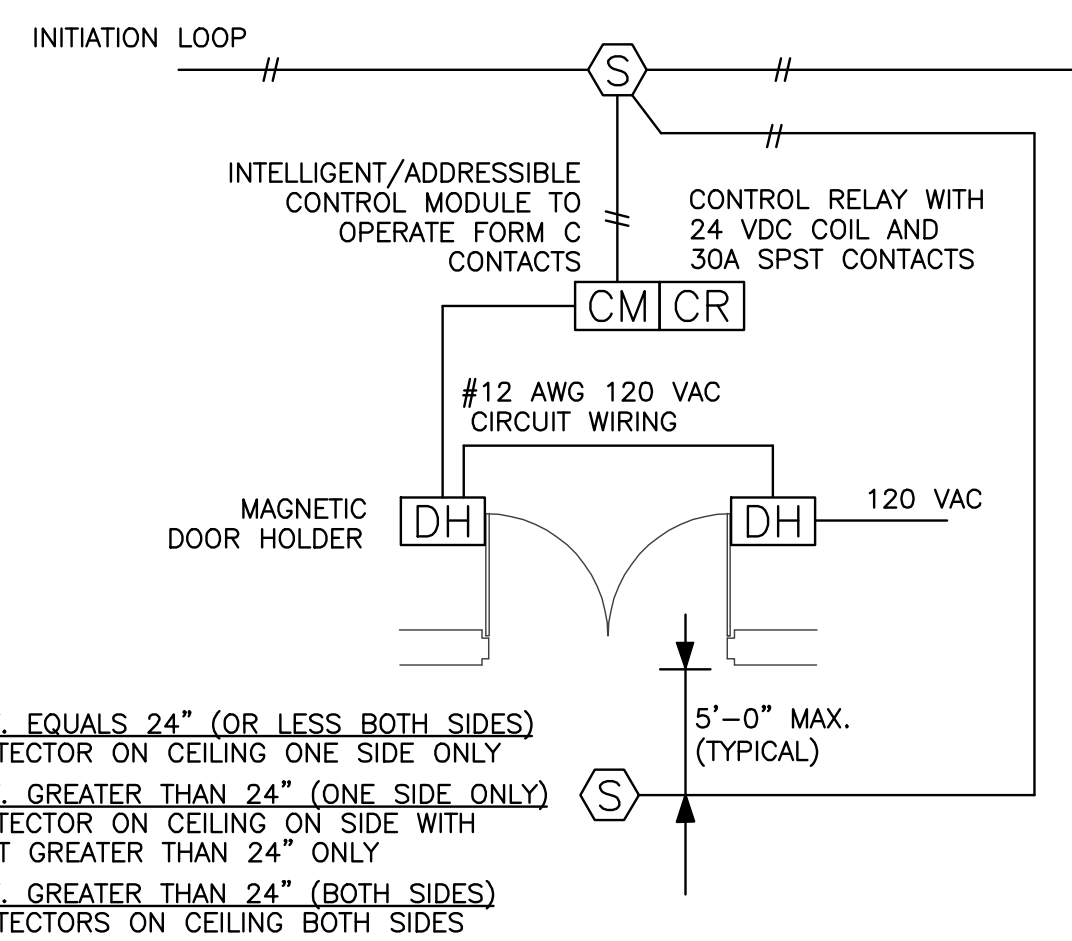 INITIATION LOOP
S
INTELLIGENT/ADDRESSIBLE
CONTROL MODULE TO
OPERATE FORM C
CONTACTS
CONTROL RELAY WITH
24 VDC COIL AND
30A SPST CONTACTS
CM CR
#12 AWG 120 VAC
CIRCUIT WIRING
MAGNETIC
DOOR HOLDER
DH
DH
120 VAC
5'-0" MAX.
(TYPICAL)
S
EQUALS 24" (OR LESS BOTH SIDES)
ON CEILING ONE SIDE ONLY
GREATER THAN 24" (ONE SIDE ONLY)
ON CEILING ON SIDE WITH
GREATER THAN 24" ONLY
GREATER THAN 24" (BOTH SIDES)
ON CEILING BOTH SIDES